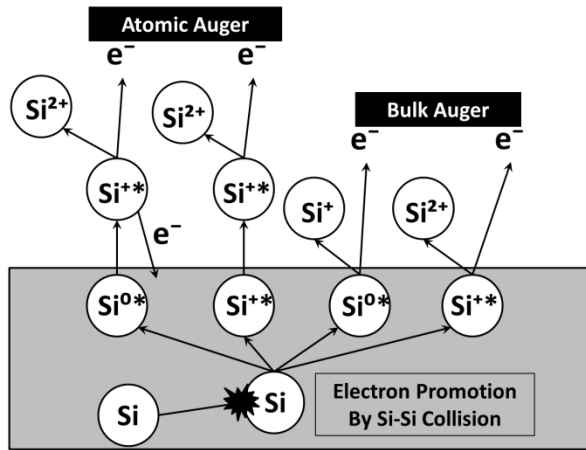 Atomic Auger
e⁻ e⁻
Si²⁺ Si²⁺
Bulk Auger
e⁻ e⁻
Si⁺* Si⁺* Si⁺ Si²⁺
e⁻
Si⁰* Si⁺* Si⁰* Si⁺*
Si Si
Electron Promotion
By Si-Si Collision